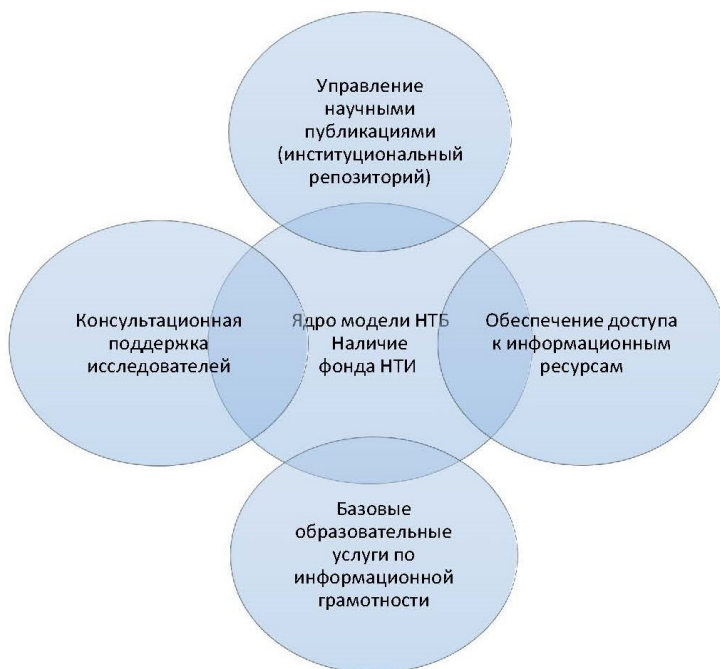 Управление
научными
публикациями
(институциональный
репозиторий)
Консультационная
поддержка
исследователей
Ядро модели НТБ
Наличие
фонда НТИ
Обеспечение доступа
к информационным
ресурсам
Базовые
образовательные
услуги по
информационной
грамотности